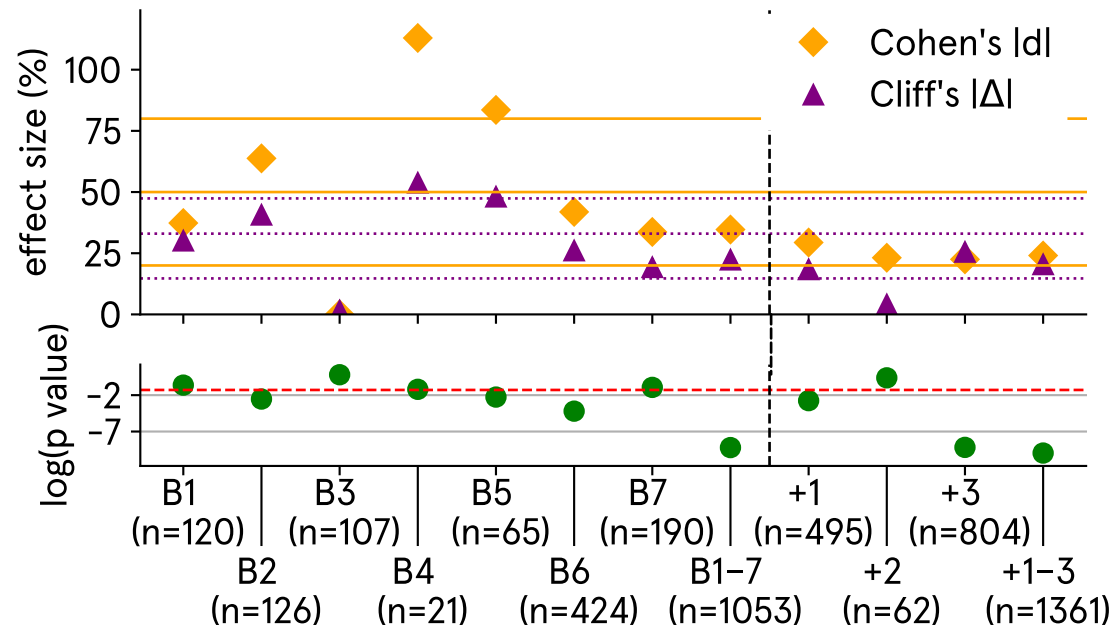 Cohen's |d|
Cliff's |Δ|
effect size (%)
100
75
50
25
0
log(p value)
−2
−7
B1 B3 B5 B7 +1 +3
(n=120) (n=107) (n=65) (n=190) (n=495) (n=804)
B2 B4 B6 B1−7 +2 +1−3
(n=126) (n=21) (n=424) (n=1053) (n=62) (n=1361)